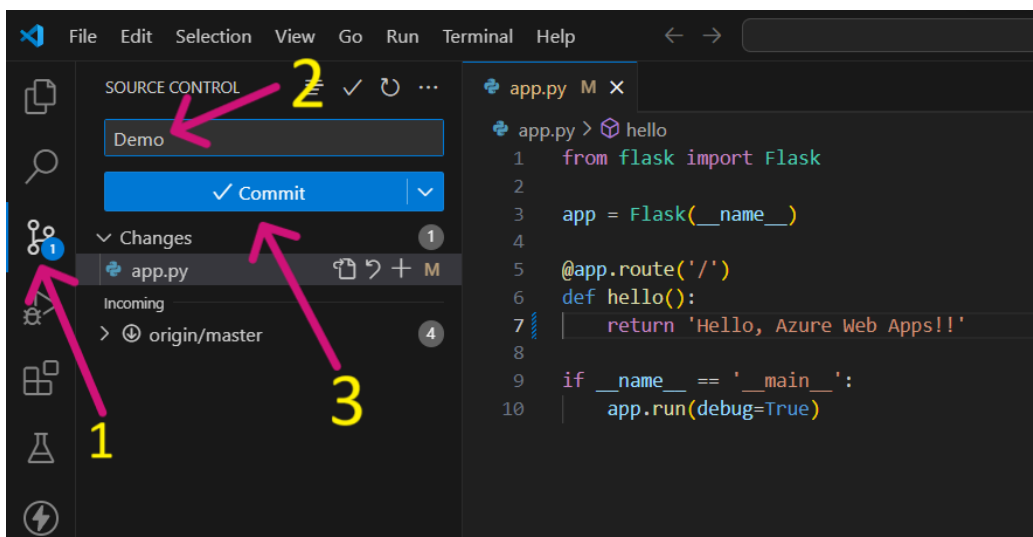 File Edit Selection View Go Run Terminal Help
SOURCE CONTROL
2
Demo
Commit
Changes 1
app.py M
Incoming
origin/master 4
1
3
1
app.py M
app.py > hello
1 from flask import Flask
2
3 app = Flask(__name__)
4
5 @app.route('/')
6 def hello():
7 return 'Hello, Azure Web Apps!!'
8
9 if __name__ == '__main__':
10 app.run(debug=True)